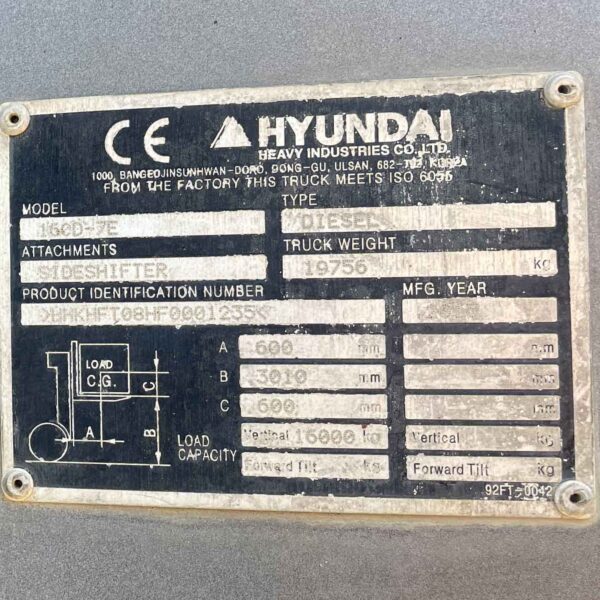 CE HYUNDAI
HEAVY INDUSTRIES CO., LTD.
1000, BANGEOJINSUNHWAN-DORO, DONG-GU, ULSAN, 682- KOREA
FROM THE FACTORY THIS TRUCK MEETS ISO 6055
MODEL TYPE
160D-7E DIESEL
ATTACHMENTS TRUCK WEIGHT
SIDESHIFTER 19756 kg
PRODUCT IDENTIFICATION NUMBER MFG. YEAR
HHKHFT08HF0001235
A 600 mm mm
LOAD
C.G. C B 3010 mm mm
C 600 mm mm
A B LOAD CAPACITY Vertical 16000 kg Vertical kg
Forward Tilt kg Forward Tilt kg
92FT-0042